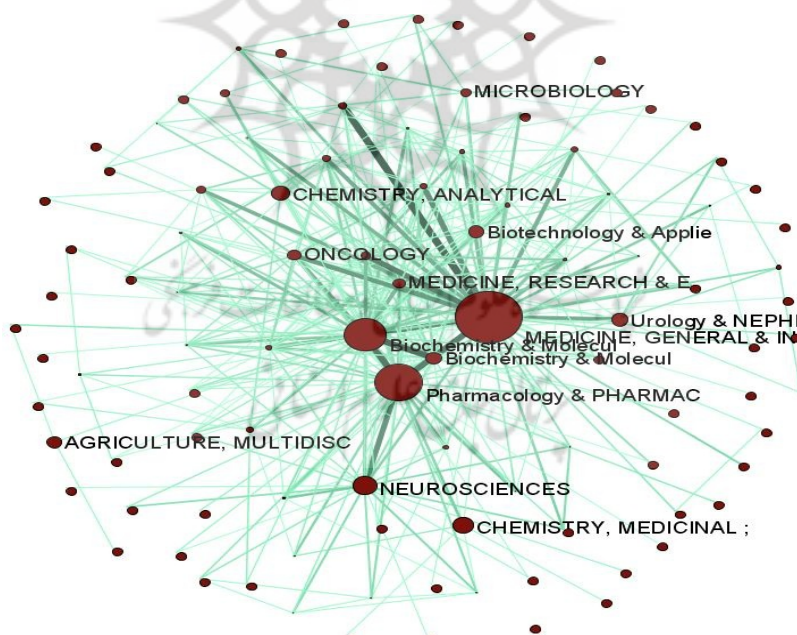 MICROBIOLOGY
CHEMISTRY, ANALYTICAL
Biotechnology & Applie
ONCOLOGY
MEDICINE, RESEARCH & E
Urology & NEPH
MEDICINE, GENERAL & IN
Biochemistry & Molecul
Biochemistry & Molecul
Pharmacology & PHARMAC
AGRICULTURE, MULTIDISC
NEUROSCIENCES
CHEMISTRY, MEDICINAL ;